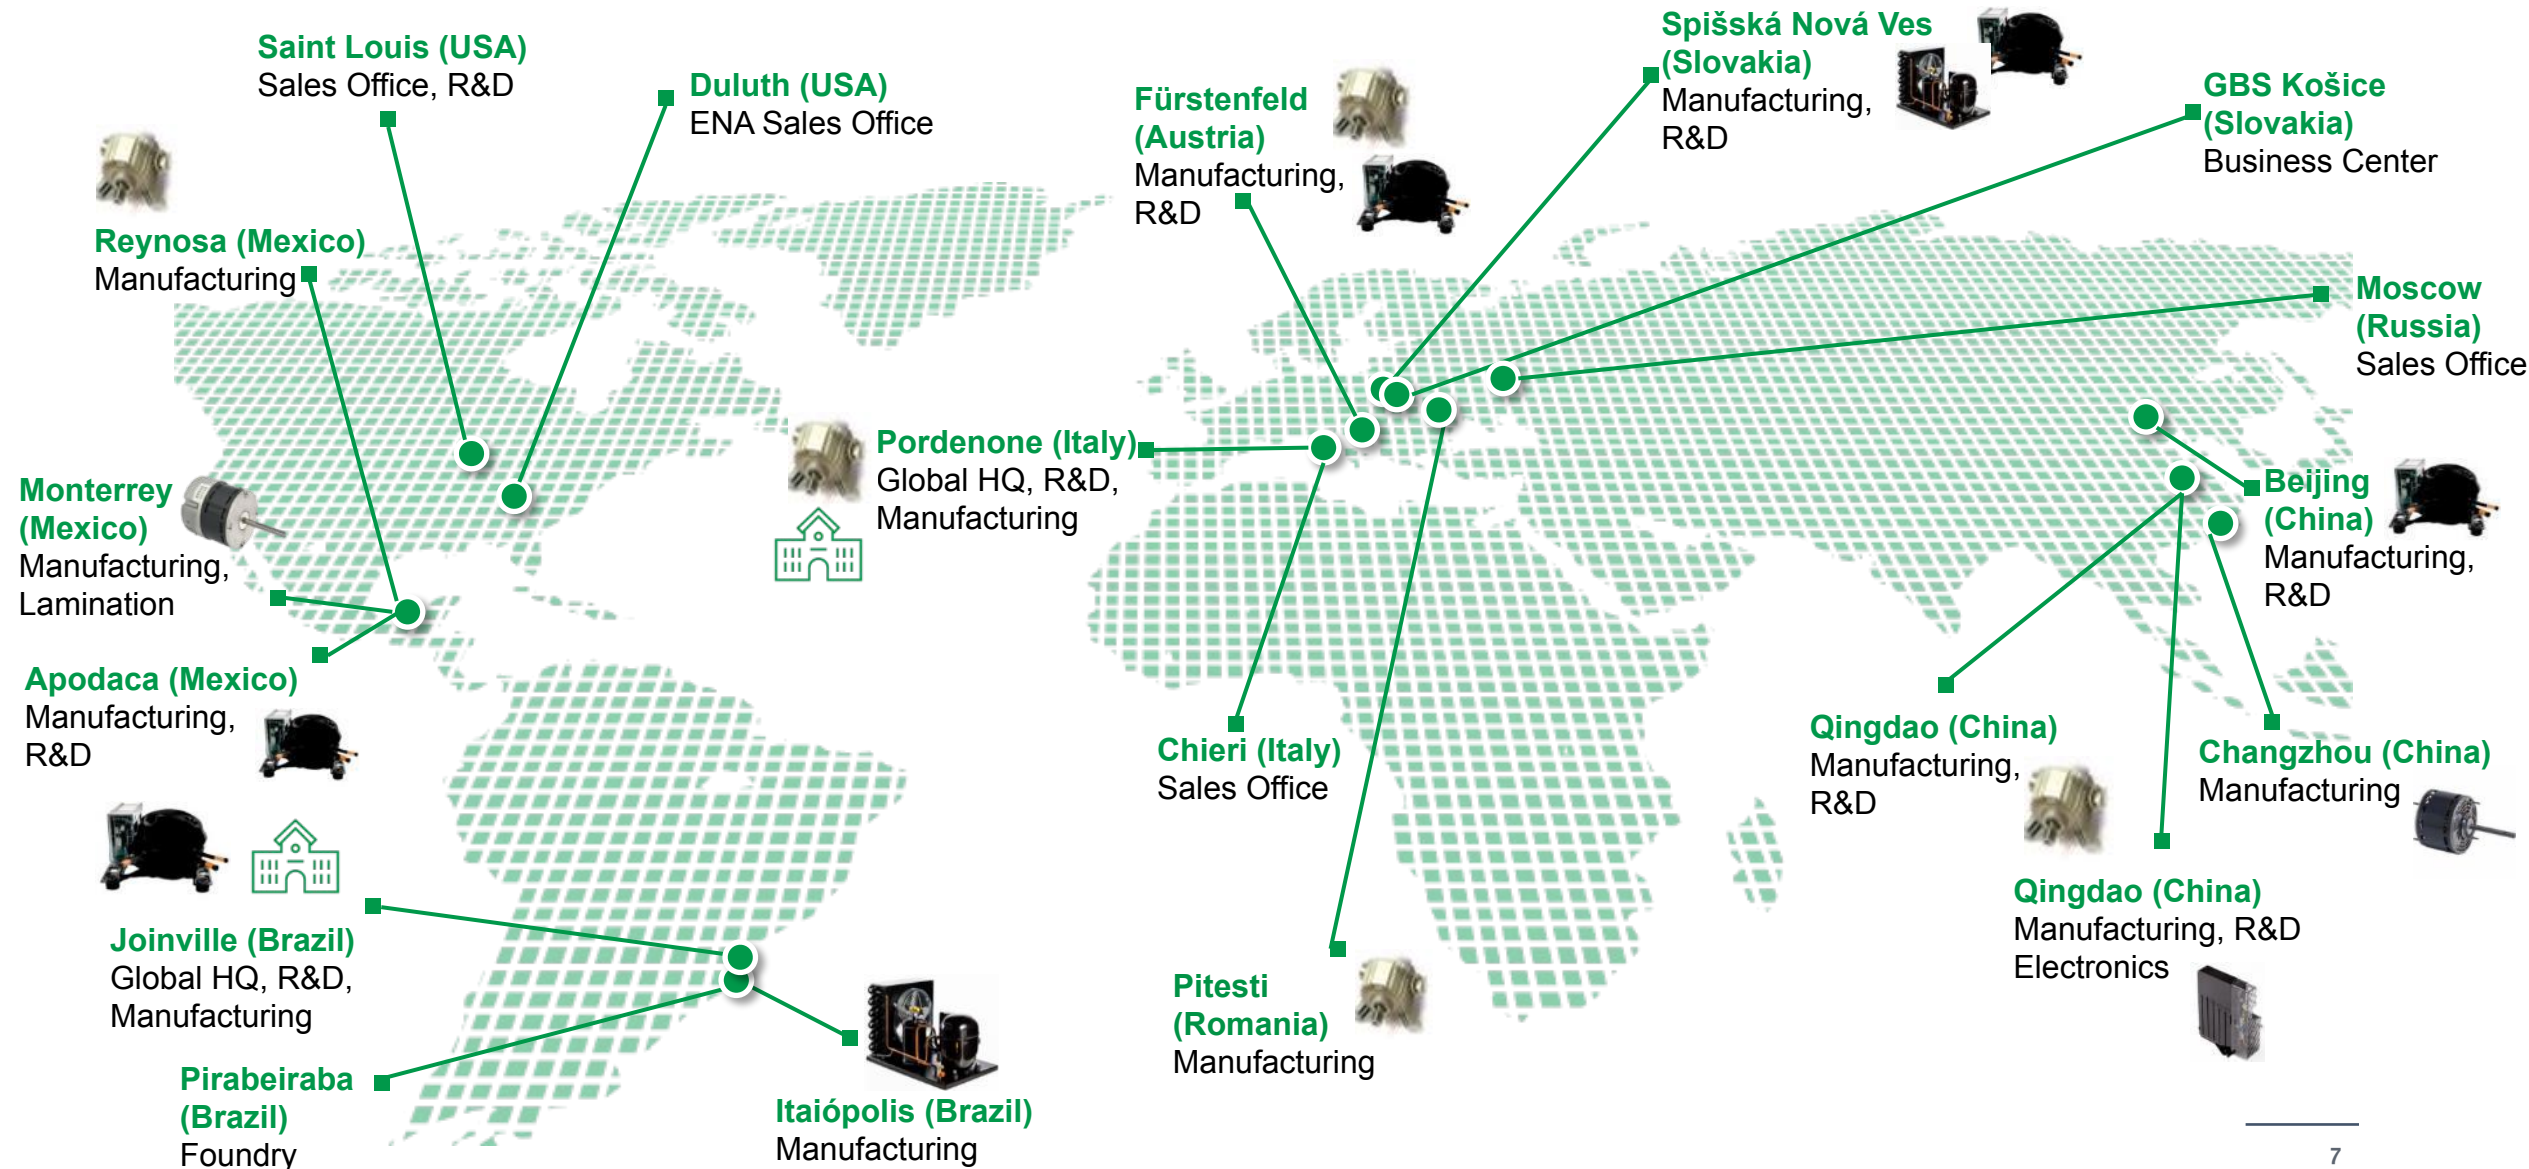 Saint Louis (USA)
Sales Office, R&D
Duluth (USA)
ENA Sales Office
Reynosa (Mexico)
Manufacturing
Monterrey
(Mexico)
Manufacturing,
Lamination
Apodaca (Mexico)
Manufacturing,
R&D
Joinville (Brazil)
Global HQ, R&D,
Manufacturing
Pirabeiraba
(Brazil)
Foundry
Itaiópolis (Brazil)
Manufacturing
Pordenone (Italy)
Global HQ, R&D,
Manufacturing
Fürstenfeld
(Austria)
Manufacturing,
R&D
Spišská Nová Ves
(Slovakia)
Manufacturing,
R&D
GBS Košice
(Slovakia)
Business Center
Moscow
(Russia)
Sales Office
Chieri (Italy)
Sales Office
Pitesti
(Romania)
Manufacturing
Beijing
(China)
Manufacturing,
R&D
Qingdao (China)
Manufacturing,
R&D
Changzhou (China)
Manufacturing
Qingdao (China)
Manufacturing, R&D
Electronics
7